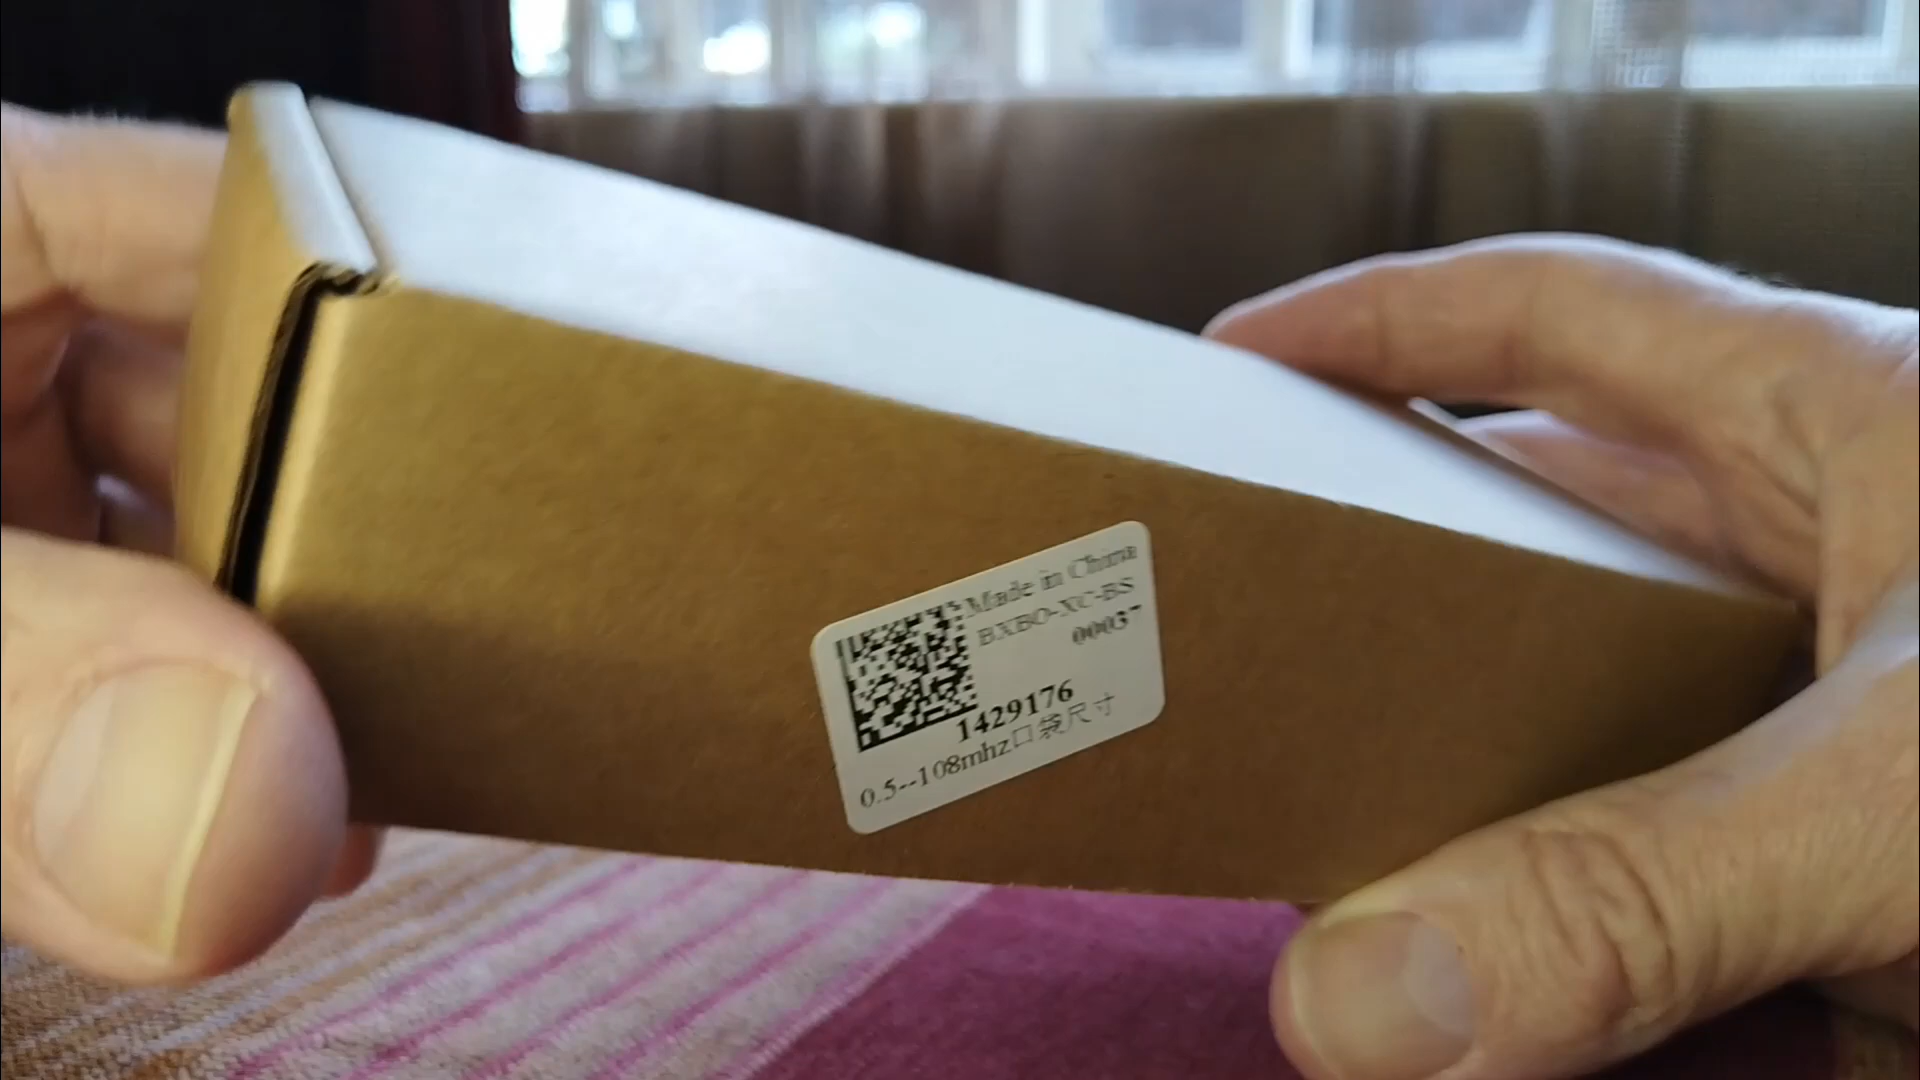 Made in China
BXBO-XC-BS
00037
1429176
0.5--108mhz口袋尺寸